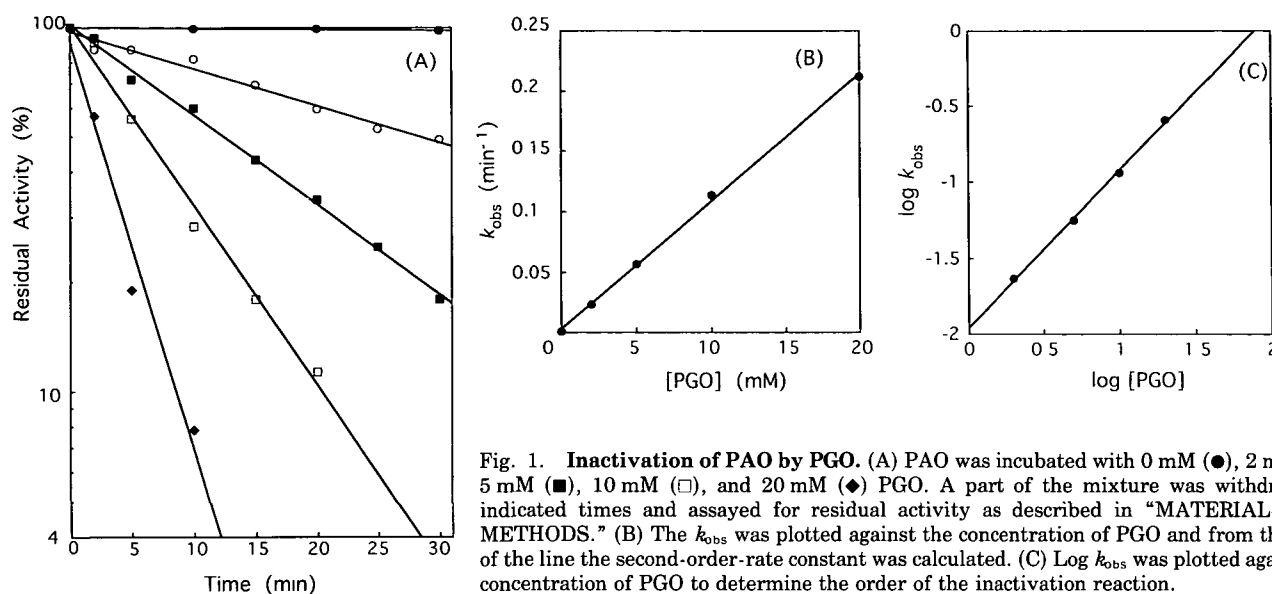 100
10
4
Residual Activity (%)
(A)
0 5 10 15 20 25 30
Time (min)
0.25
0.2
0.15
0.1
0.05
0
k_obs (min⁻¹)
(B)
0 5 10 15 20
[PGO] (mM)
0
-0.5
-1
-1.5
-2
log k_obs
(C)
0 0 5 1 1.5 2
log [PGO]
Fig. 1. Inactivation of PAO by PGO. (A) PAO was incubated with 0 mM (●), 2 m
5 mM (■), 10 mM (□), and 20 mM (◆) PGO. A part of the mixture was withdr
indicated times and assayed for residual activity as described in “MATERIAL
METHODS.” (B) The k_obs was plotted against the concentration of PGO and from th
of the line the second-order-rate constant was calculated. (C) Log k_obs was plotted aga
concentration of PGO to determine the order of the inactivation reaction.